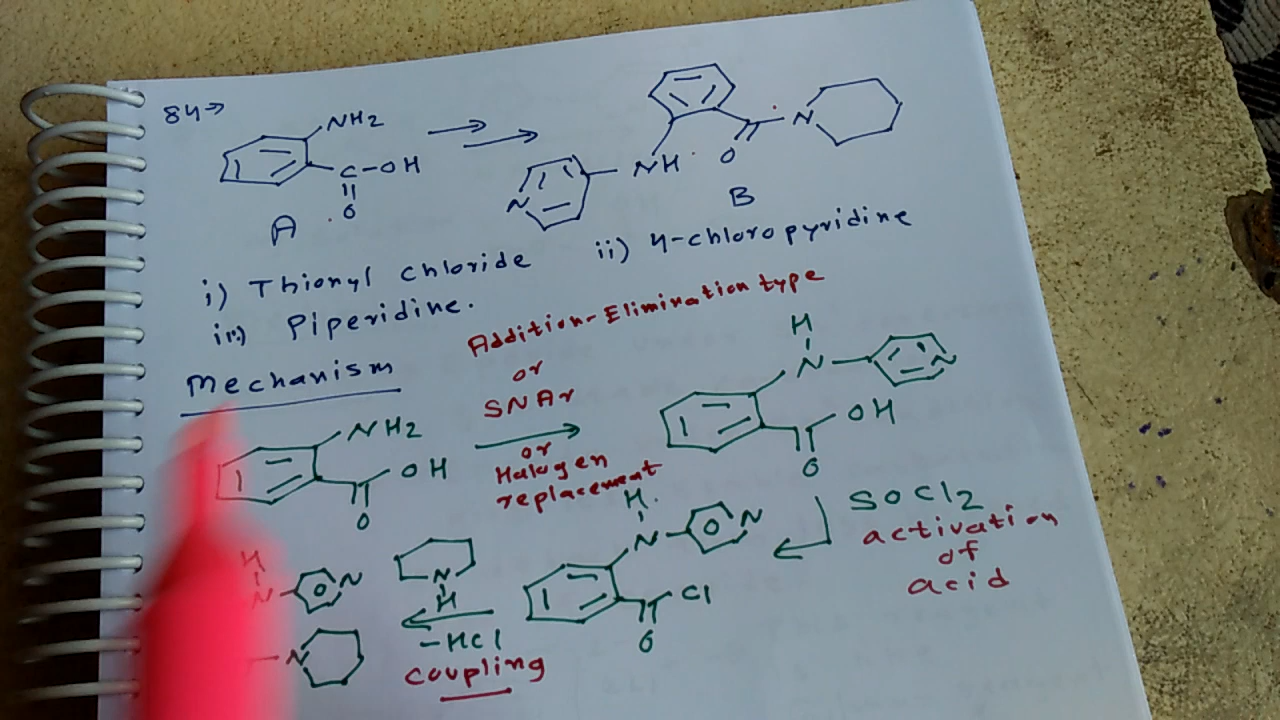 84→
NH2
C-OH
O
A
N
NH
O
N
B
i) Thionyl chloride ii) 4-chloropyridine
iii) Piperidine.
Mechanism
Addition-Elimination type
or
SNAr
or
Halogen
replacement
NH2
OH
O
H
N
N
OH
O
SOCl2
activation
of
acid
H
N
N
Cl
O
N
H
-HCl
coupling
H
N
N
N